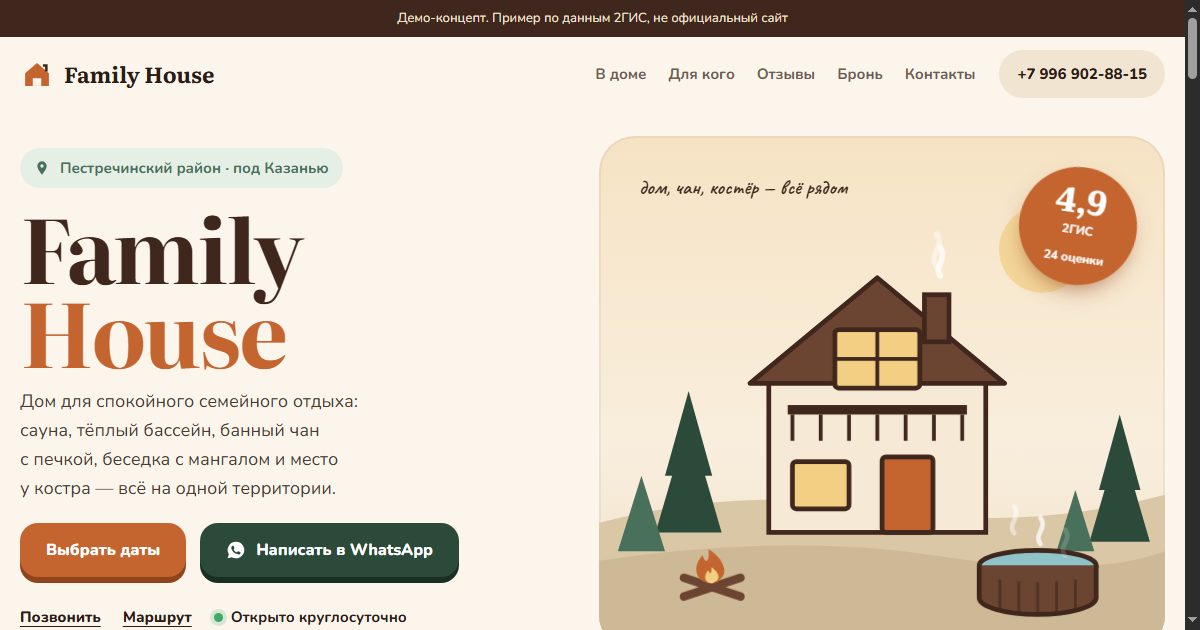 Демо-концепт. Пример по данным 2ГИС, не официальный сайт
Family House
В доме
Для кого
Отзывы
Бронь
Контакты
+7 996 902-88-15
Пестречинский район · под Казанью
Family
House
Дом для спокойного семейного отдыха:
сауна, тёплый бассейн, банный чан
с печкой, беседка с мангалом и место
у костра — всё на одной территории.
Выбрать даты
Написать в WhatsApp
Позвонить
Маршрут
Открыто круглосуточно
дом, чан, костёр — всё рядом
4,9
2ГИС
24 оценки